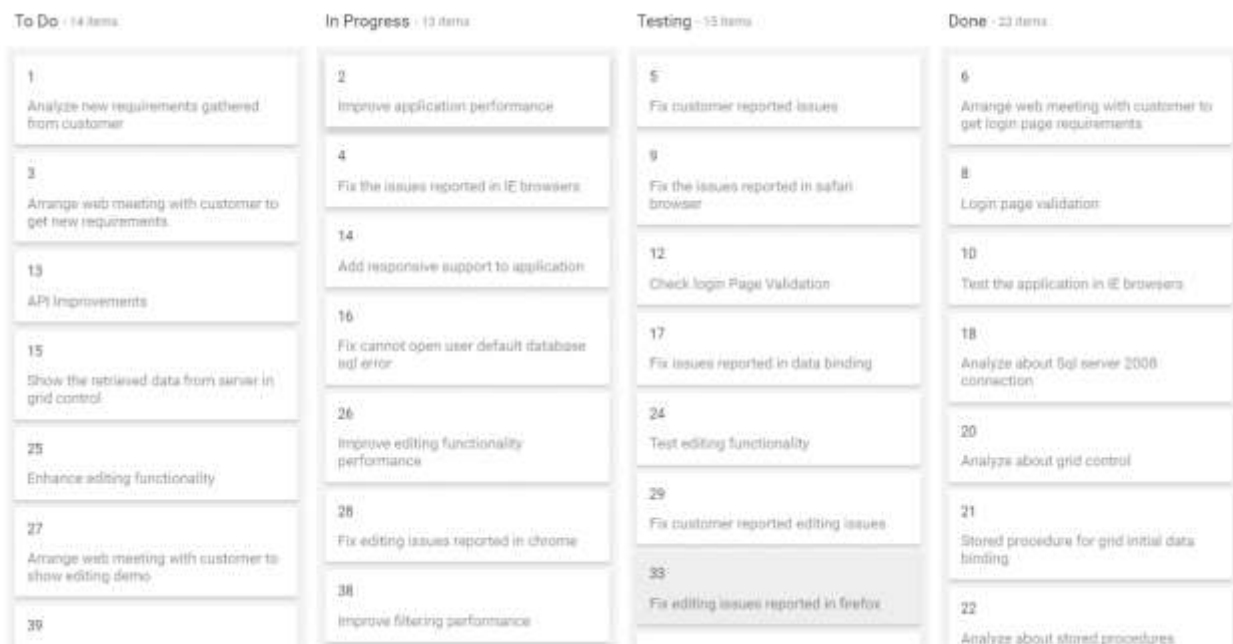 To Do - 14 items
1
Analyze new requirements gathered
from customer
3
Arrange web meeting with customer to
get new requirements
13
API Improvements
15
Show the retrieved data from server in
grid control
25
Enhance editing functionality
27
Arrange web meeting with customer to
show editing demo
39
In Progress - 13 items
2
Improve application performance
4
Fix the issues reported in IE browsers
14
Add responsive support to application
16
Fix cannot open user default database
sql error
26
Improve editing functionality
performance
28
Fix editing issues reported in chrome
38
Improve filtering performance
Testing - 15 items
5
Fix customer reported issues
9
Fix the issues reported in safari
browser
12
Check login Page Validation
17
Fix issues reported in data binding
24
Test editing functionality
29
Fix customer reported editing issues
33
Fix editing issues reported in firefox
Done - 22 items
6
Arrange web meeting with customer to
get login page requirements
8
Login page validation
10
Test the application in IE browsers
18
Analyze about Sql server 2008
connection
20
Analyze about grid control
21
Stored procedure for grid initial data
binding
22
Analyze about stored procedures